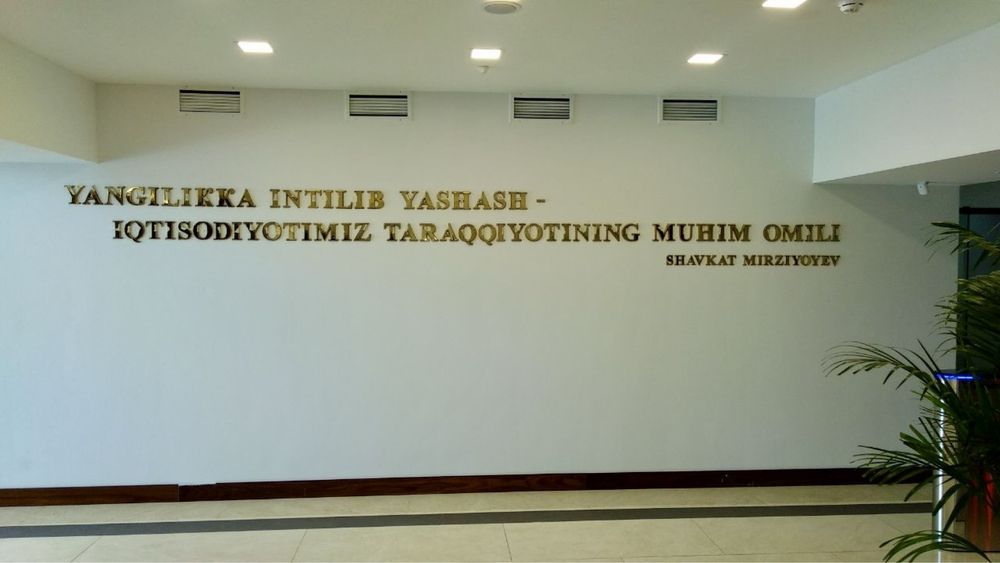 YANGILIKKA INTILIB YASHASH -
IQTISODIYOTIMIZ TARAQQIYOTINING MUHIM OMILI
SHAVKAT MIRZIYOYEV